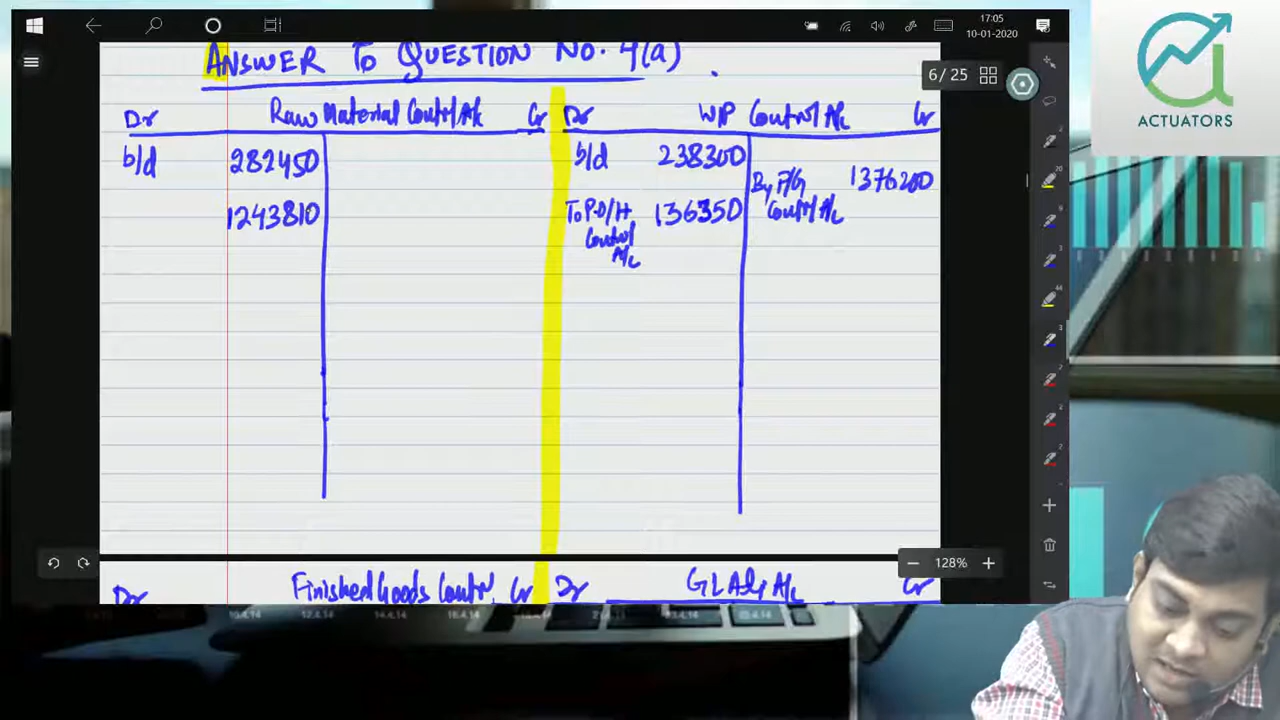 17:05
10-01-2020
ANSWER TO QUESTION NO. 4(a)
6/25
ACTUATORS
Dr Raw Material Control A/c Cr
b/d 282450
1243810
Dr WIP Control A/c Cr
b/d 238300
To P.O/H 136350
Control
A/c
By F/G 1376200
Control A/c
128%
Dr Finished Goods Control Cr
Dr GL Adj A/c Cr